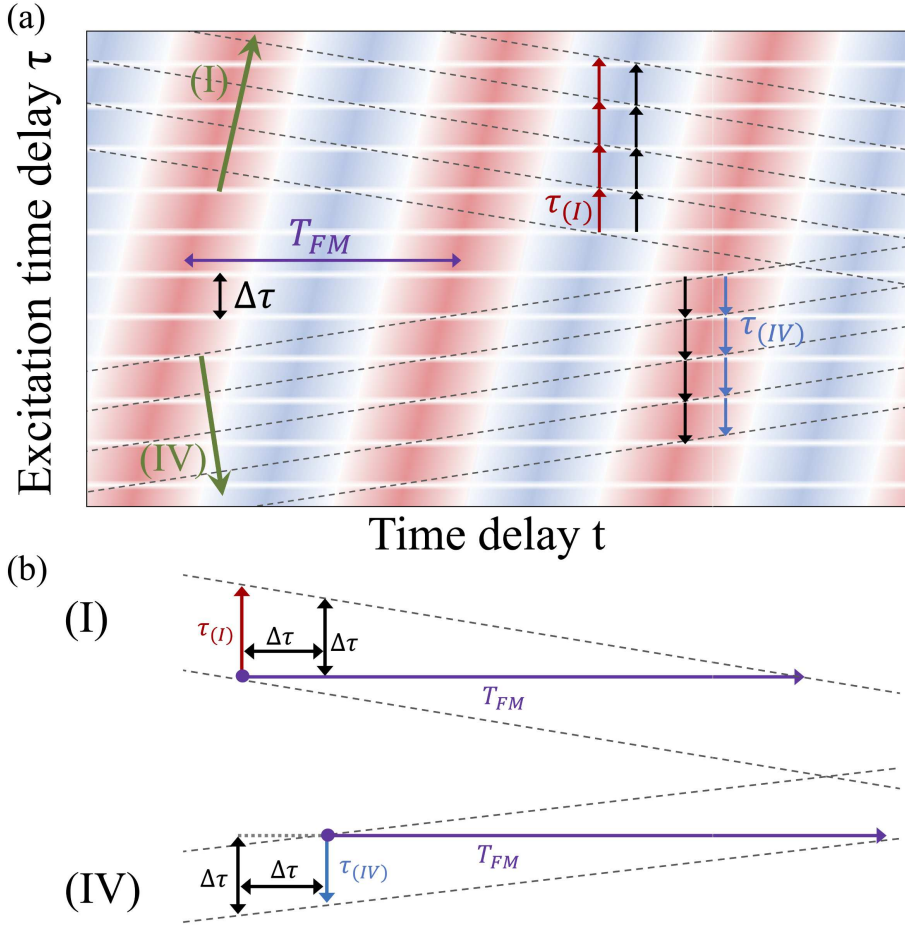 (a)
Excitation time delay τ
(I)
τ(I)
T_FM
Δτ
τ(IV)
(IV)
Time delay t
(b)
(I)
τ(I)
Δτ
Δτ
T_FM
(IV)
Δτ
Δτ
τ(IV)
T_FM